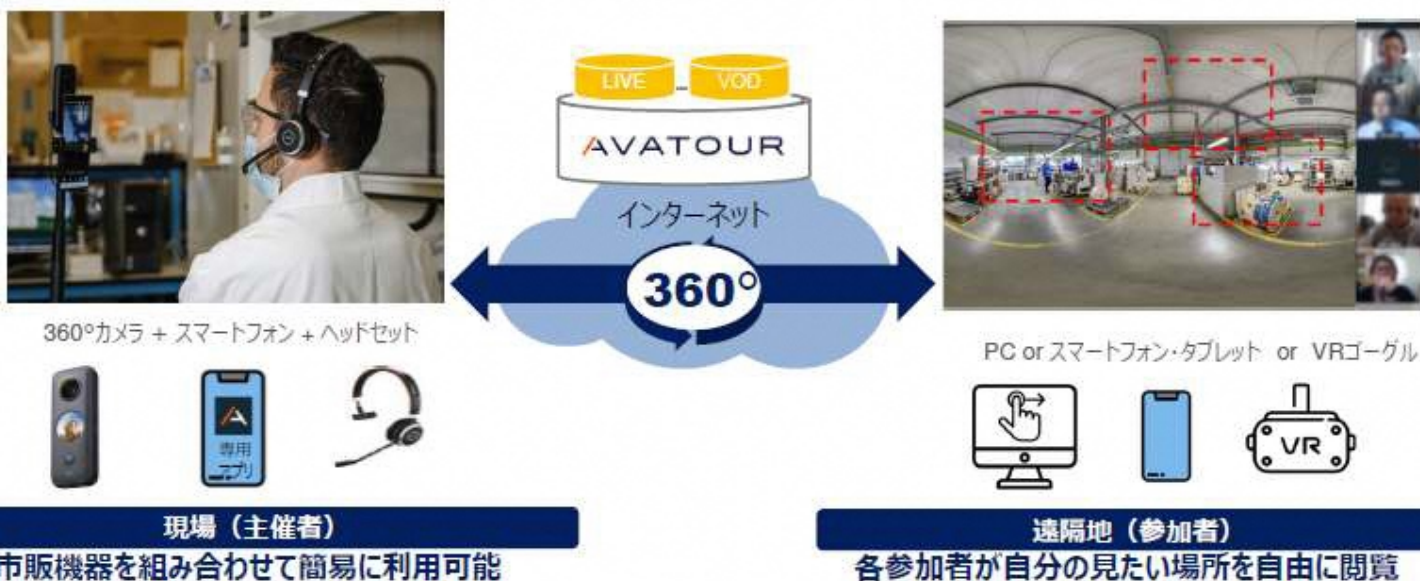 LIVE
VOD
AVATOUR
インターネット
360°
360°カメラ + スマートフォン + ヘッドセット
専用
アプリ
PC or スマートフォン・タブレット or VRゴーグル
VR
現場（主催者）
市販機器を組み合わせて簡易に利用可能
遠隔地（参加者）
各参加者が自分の見たい場所を自由に閲覧